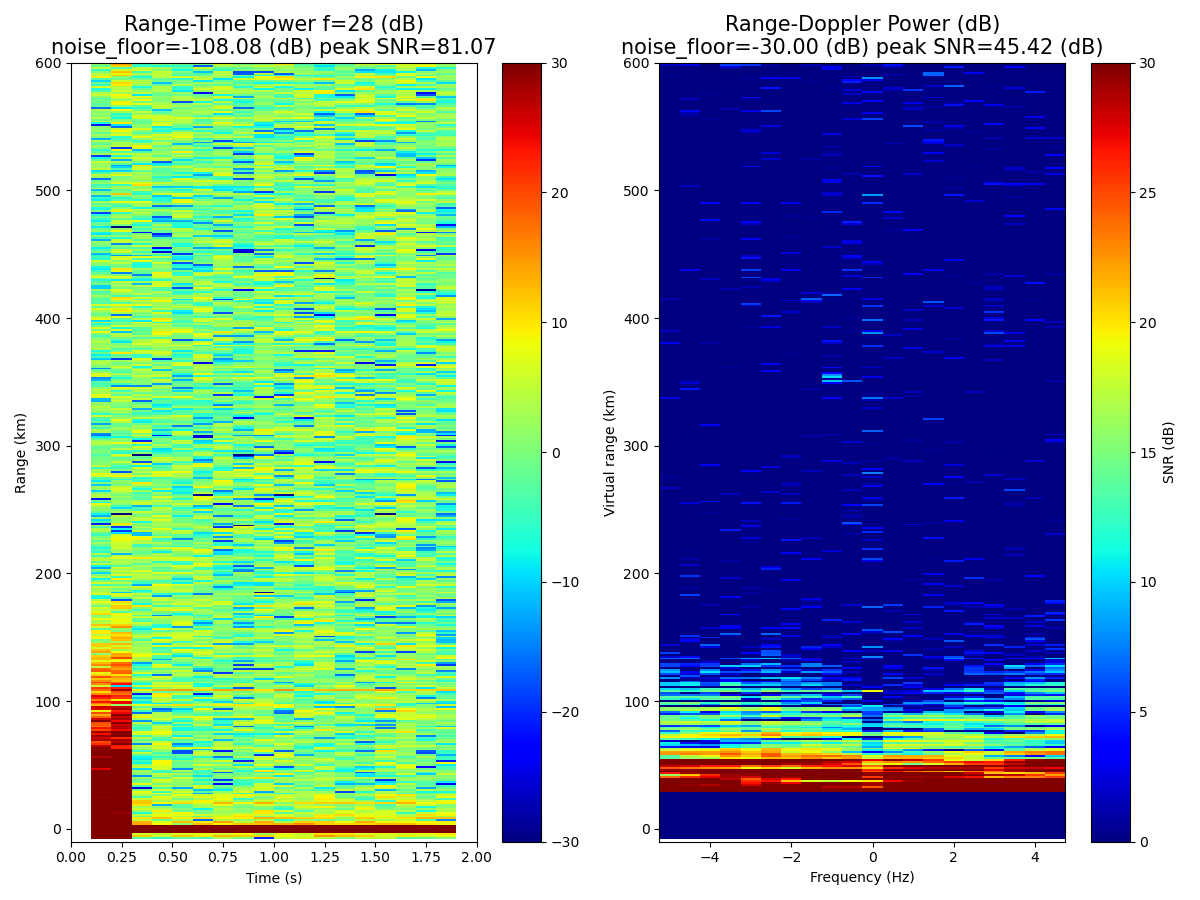 Range-Time Power f=28 (dB)
noise_floor=-108.08 (dB) peak SNR=81.07
600
500
400
300
200
100
0
Range (km)
0.00 0.25 0.50 0.75 1.00 1.25 1.50 1.75 2.00
Time (s)
30
20
10
0
−10
−20
−30
Range-Doppler Power (dB)
noise_floor=-30.00 (dB) peak SNR=45.42 (dB)
600
500
400
300
200
100
0
Virtual range (km)
−4 −2 0 2 4
Frequency (Hz)
30
25
20
15
10
5
0
SNR (dB)